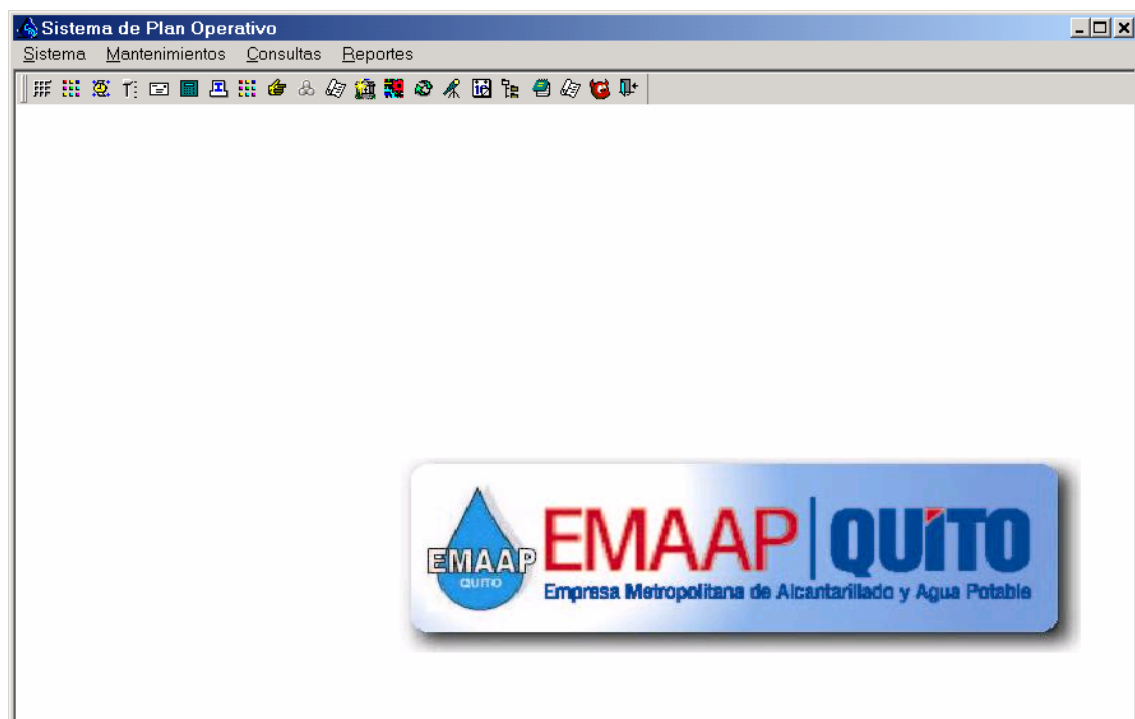 Sistema de Plan Operativo
Sistema Mantenimientos Consultas Reportes
EMAAP
QUITO
EMAAP QUITO
Empresa Metropolitana de Alcantarillado y Agua Potable